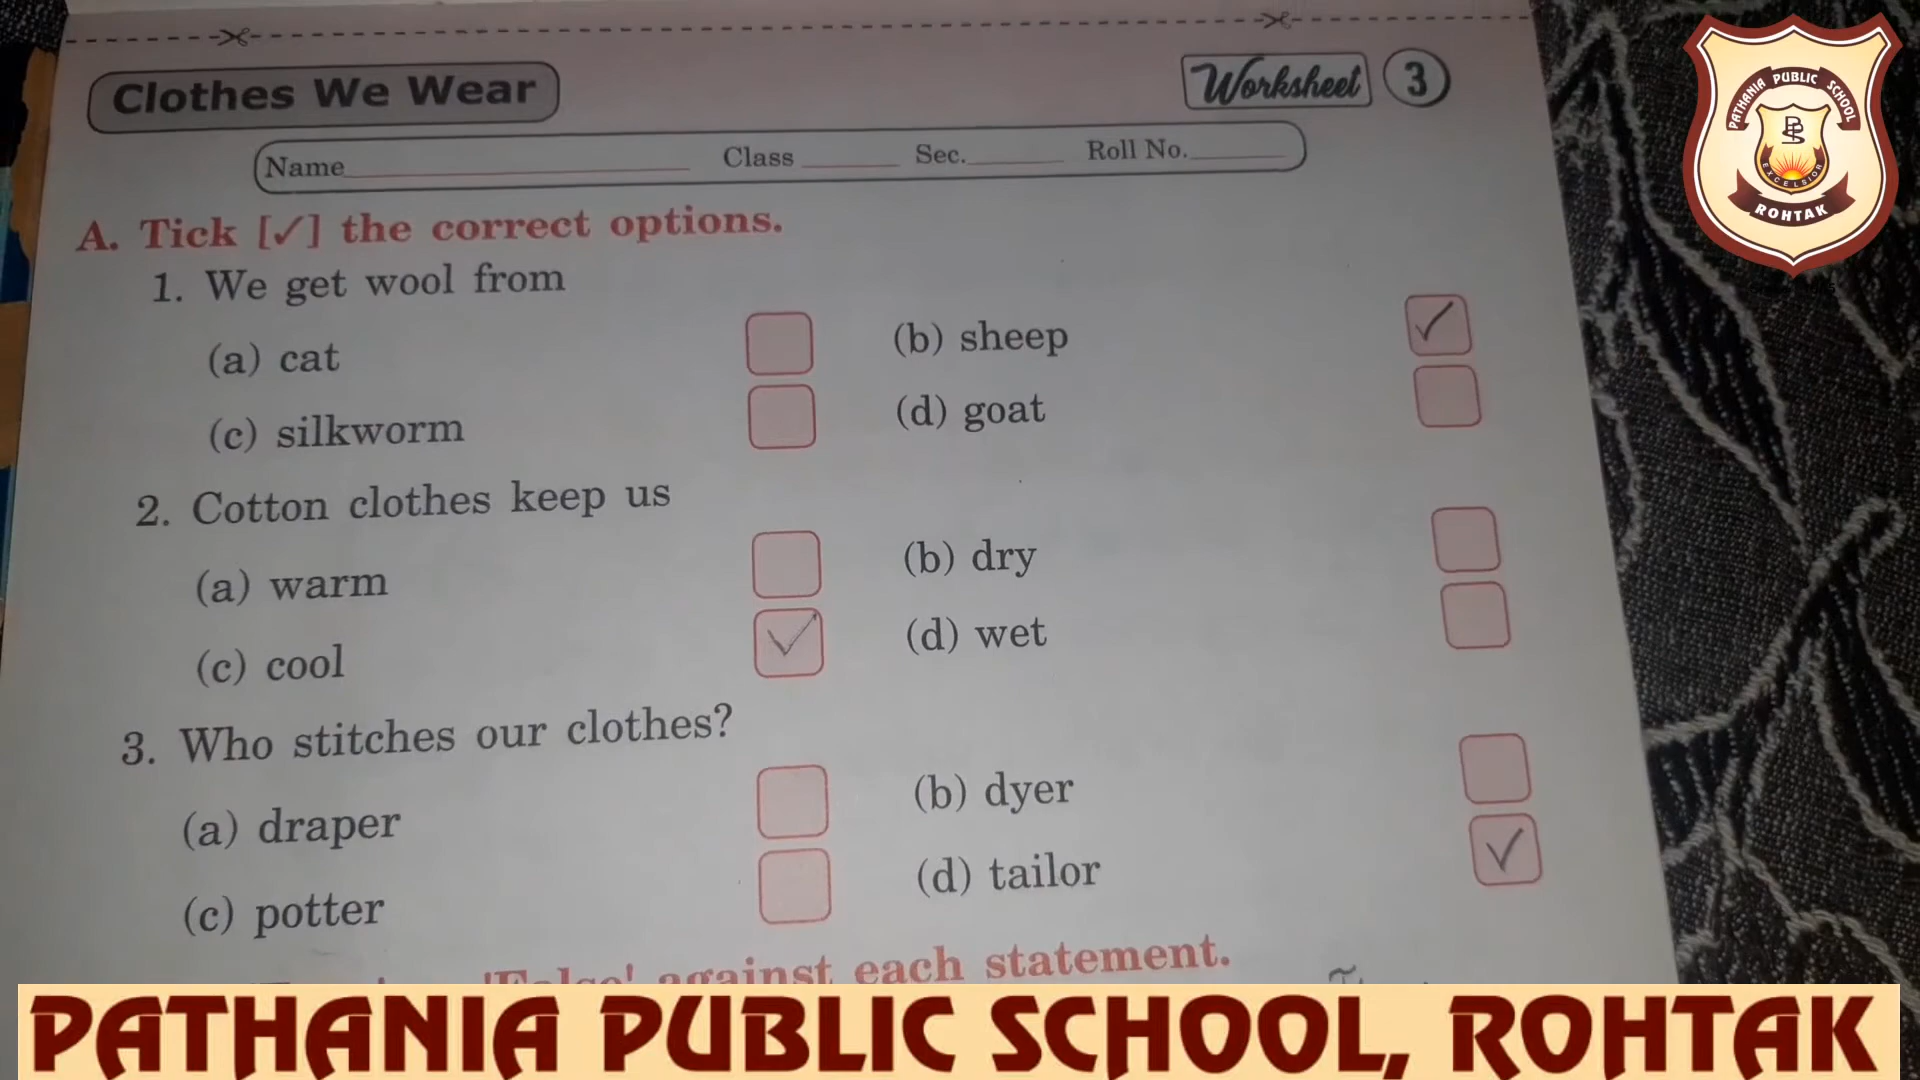 Clothes We Wear
Worksheet 3
Name Class Sec. Roll No.
A. Tick [✓] the correct options.
1. We get wool from
(a) cat (b) sheep ✓
(c) silkworm (d) goat
2. Cotton clothes keep us
(a) warm (b) dry
(c) cool ✓ (d) wet
3. Who stitches our clothes?
(a) draper (b) dyer
(c) potter (d) tailor ✓
'False' against each statement.
PATHANIA PUBLIC SCHOOL
EXCELSIOR
ROHTAK
PATHANIA PUBLIC SCHOOL, ROHTAK